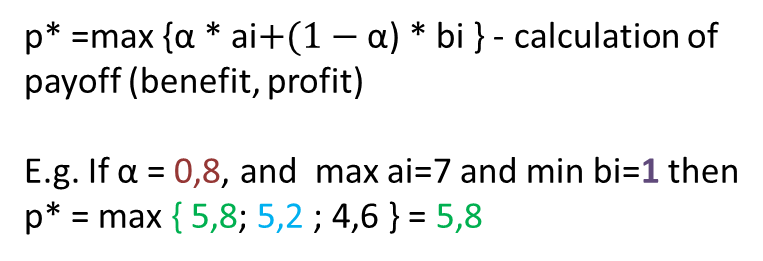 p* =max {α * ai+(1 − α) * bi } - calculation of
payoff (benefit, profit)
E.g. If α = 0,8, and  max ai=7 and min bi=1 then
p* = max { 5,8; 5,2 ; 4,6 } = 5,8